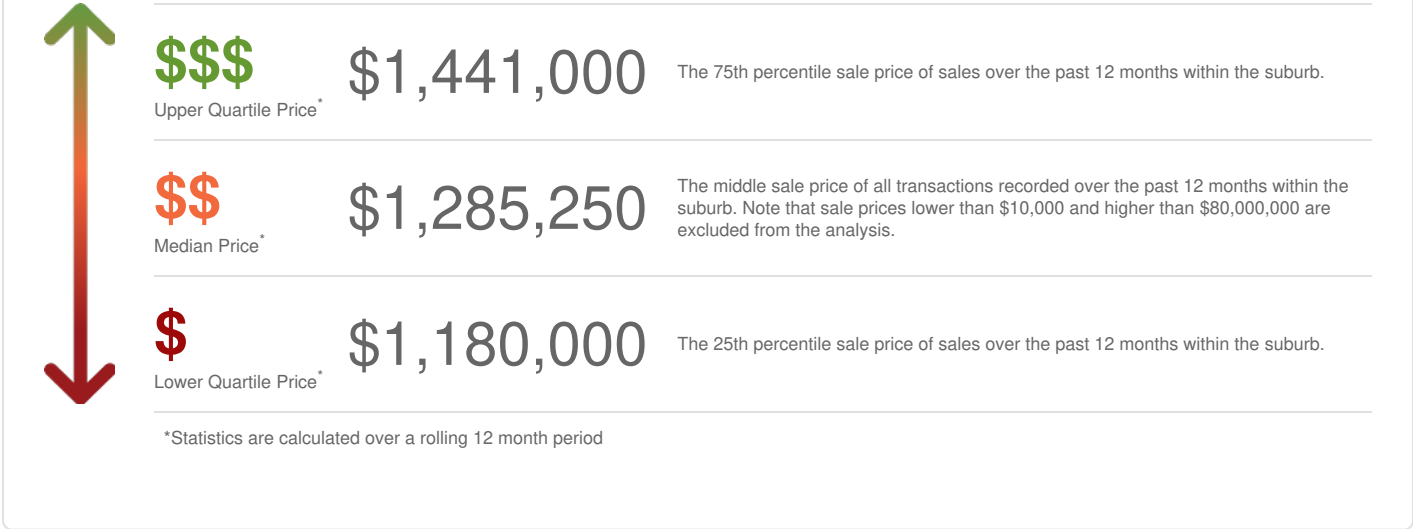 $$$
Upper Quartile Price*
$1,441,000
The 75th percentile sale price of sales over the past 12 months within the suburb.
$$
Median Price*
$1,285,250
The middle sale price of all transactions recorded over the past 12 months within the
suburb. Note that sale prices lower than $10,000 and higher than $80,000,000 are
excluded from the analysis.
$
Lower Quartile Price*
$1,180,000
The 25th percentile sale price of sales over the past 12 months within the suburb.
*Statistics are calculated over a rolling 12 month period